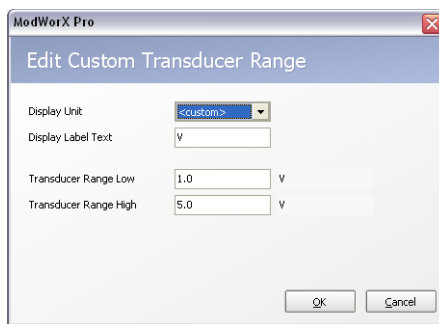 ModWorX Pro
Edit Custom Transducer Range
Display Unit <custom>
Display Label Text V
Transducer Range Low 1.0 V
Transducer Range High 5.0 V
OK Cancel